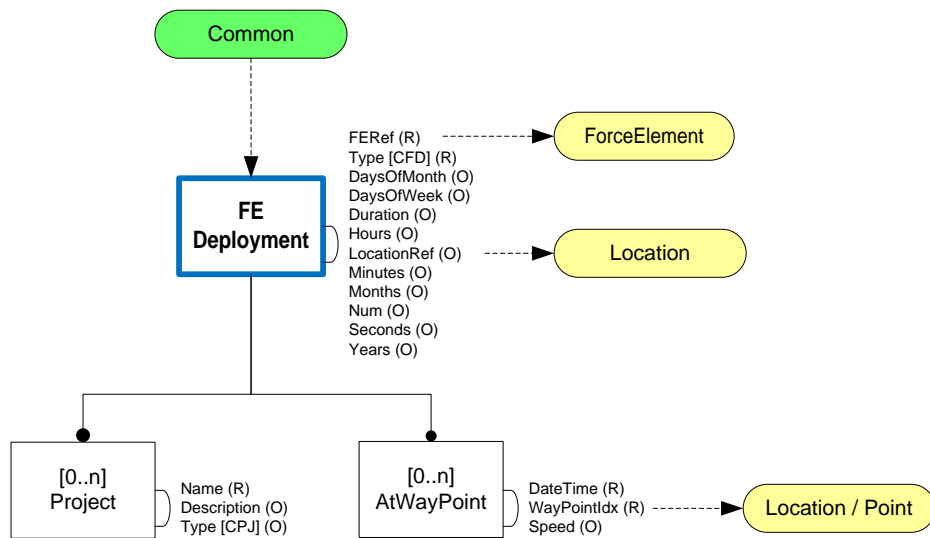 Common
FERef (R)
ForceElement
Type [CFD] (R)
DaysOfMonth (O)
DaysOfWeek (O)
FE
Deployment
Duration (O)
Hours (O)
LocationRef (O)
Location
Minutes (O)
Months (O)
Num (O)
Seconds (O)
Years (O)
[0..n]
Project
Name (R)
Description (O)
Type [CPJ] (O)
[0..n]
AtWayPoint
DateTime (R)
WayPointIdx (R)
Speed (O)
Location / Point